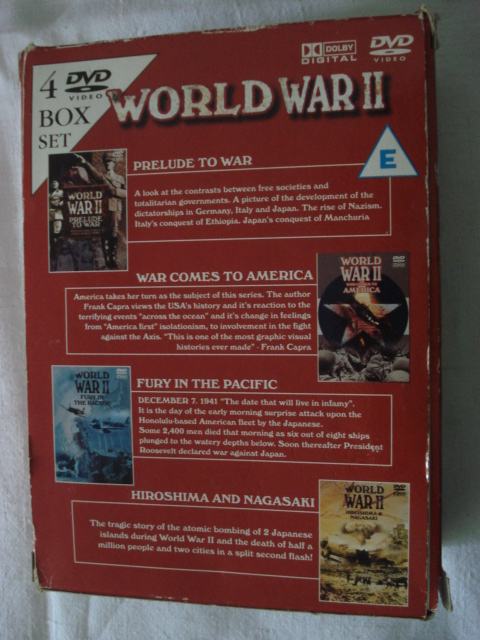 4 DVD
VIDEO
BOX
SET
DOLBY
DIGITAL
DVD
VIDEO
WORLD WAR II
E
PRELUDE TO WAR
A look at the contrasts between free societies and
totalitarian governments. A picture of the development of the
dictatorships in Germany, Italy and Japan. The rise of Nazism.
Italy's conquest of Ethiopia. Japan's conquest of Manchuria
WORLD
WAR II
PRELUDE
TO WAR
WAR COMES TO AMERICA
America takes her turn as the subject of this series. The author
Frank Capra views the USA's history and it's reaction to the
terrifying events "across the ocean" and it's change in feelings
from "America first" isolationism, to involvement in the fight
against the Axis. "This is one of the most graphic visual
histories ever made" - Frank Capra
WORLD
WAR II
AMERICA
FURY IN THE PACIFIC
DECEMBER 7. 1941 "The date that will live in infamy".
It is the day of the early morning surprise attack upon the
Honolulu-based American fleet by the Japanese.
Some 2,400 men died that morning as six out of eight ships
plunged to the watery depths below. Soon thereafter President
Roosevelt declared war against Japan.
WORLD
WAR II
FURY IN
THE PACIFIC
HIROSHIMA AND NAGASAKI
The tragic story of the atomic bombing of 2 Japanese
islands during World War II and the death of half a
million people and two cities in a split second flash!
WORLD
WAR II
HIROSHIMA &
NAGASAKI